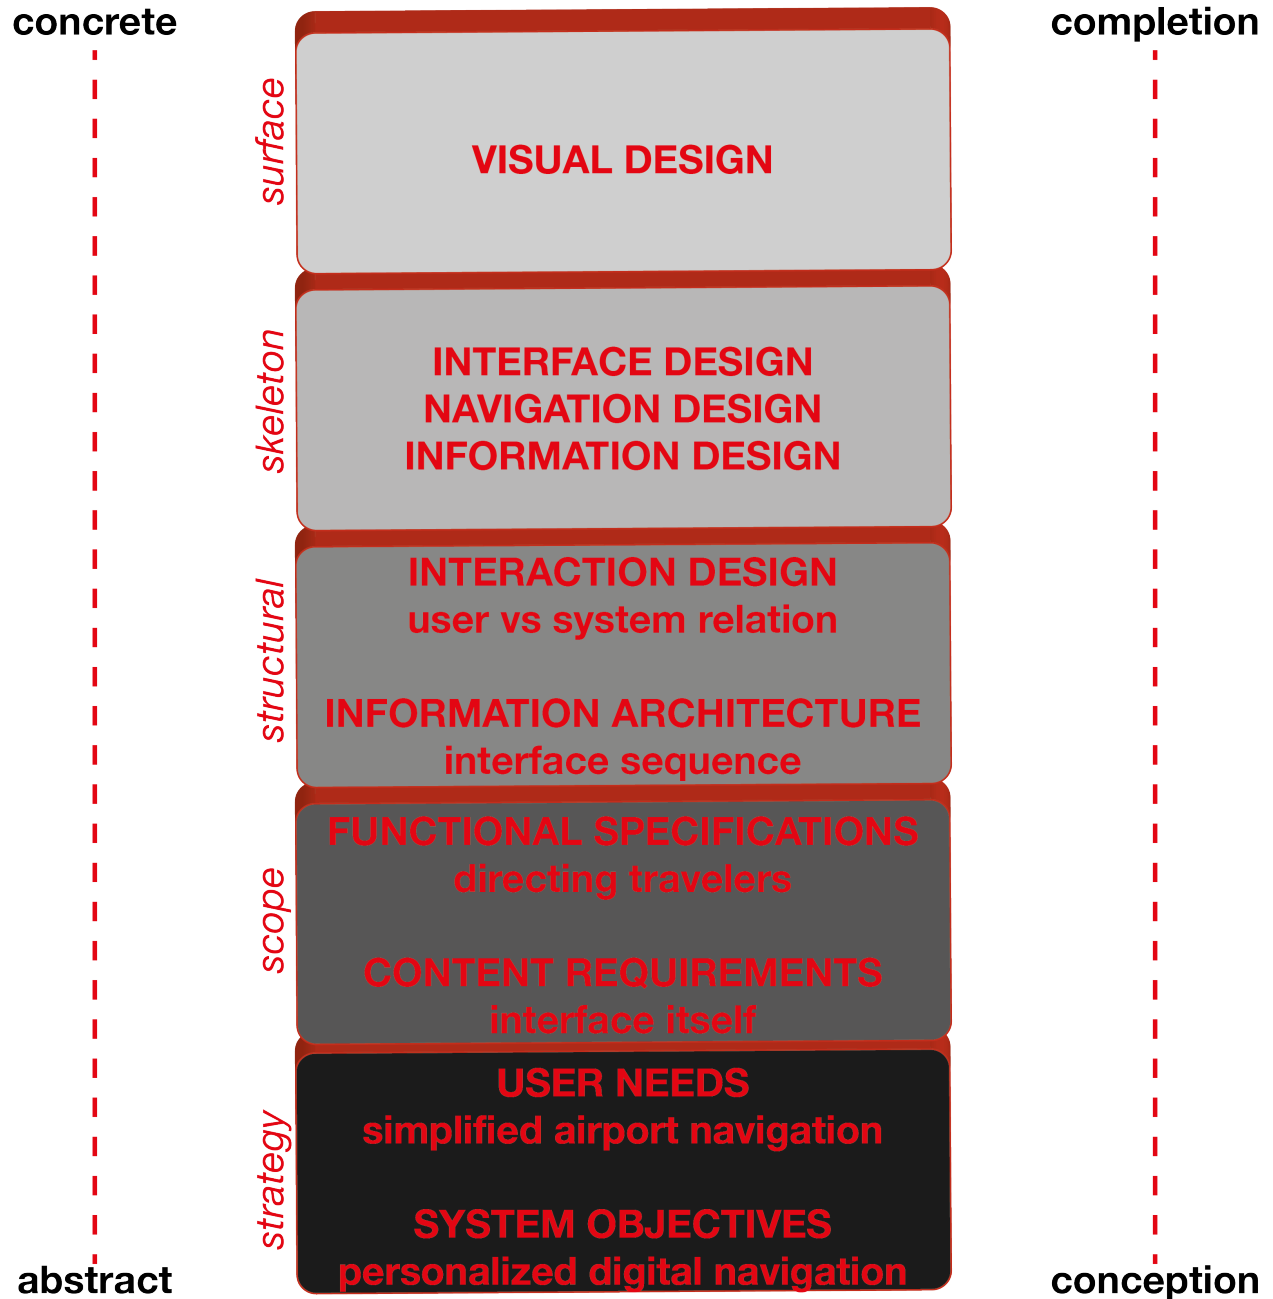 concrete
completion
surface
VISUAL DESIGN
skeleton
INTERFACE DESIGN
NAVIGATION DESIGN
INFORMATION DESIGN
structural
INTERACTION DESIGN
user vs system relation
INFORMATION ARCHITECTURE
interface sequence
scope
FUNCTIONAL SPECIFICATIONS
directing travelers
CONTENT REQUIREMENTS
interface itself
strategy
USER NEEDS
simplified airport navigation
SYSTEM OBJECTIVES
personalized digital navigation
abstract
conception